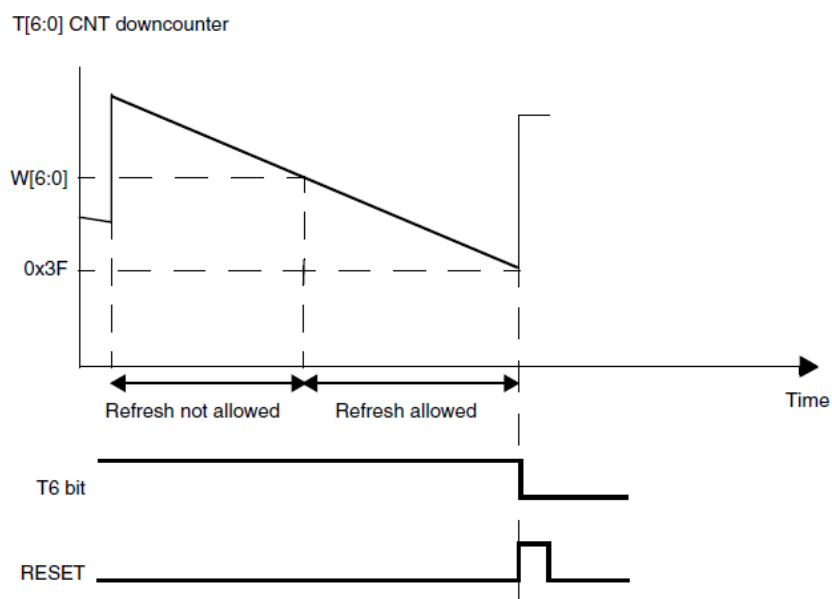 T[6:0] CNT downcounter
W[6:0]
0x3F
Refresh not allowed
Refresh allowed
Time
T6 bit
RESET